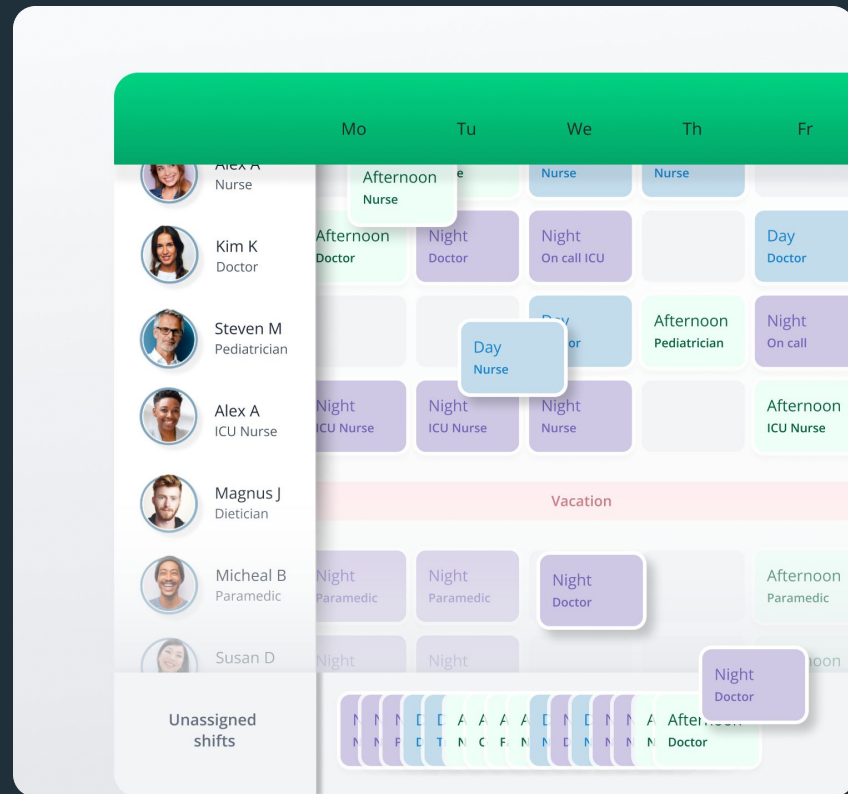 Mo Tu We Th Fr
Alex A
Nurse
Afternoon
Nurse
Nurse
Nurse
Kim K
Doctor
Afternoon Night Night Day
Doctor Doctor On call ICU Doctor
Steven M
Pediatrician
Day Afternoon Night
Pediatrician On call
Day
Nurse
Alex A
ICU Nurse
Night Night Night Afternoon
ICU Nurse ICU Nurse Nurse ICU Nurse
Magnus J
Dietician
Vacation
Micheal B
Paramedic
Night Night Afternoon
Paramedic Paramedic Paramedic
Night
Doctor
Susan D
Night Night
Night
Doctor
Unassigned
shifts
Afternoon
Doctor